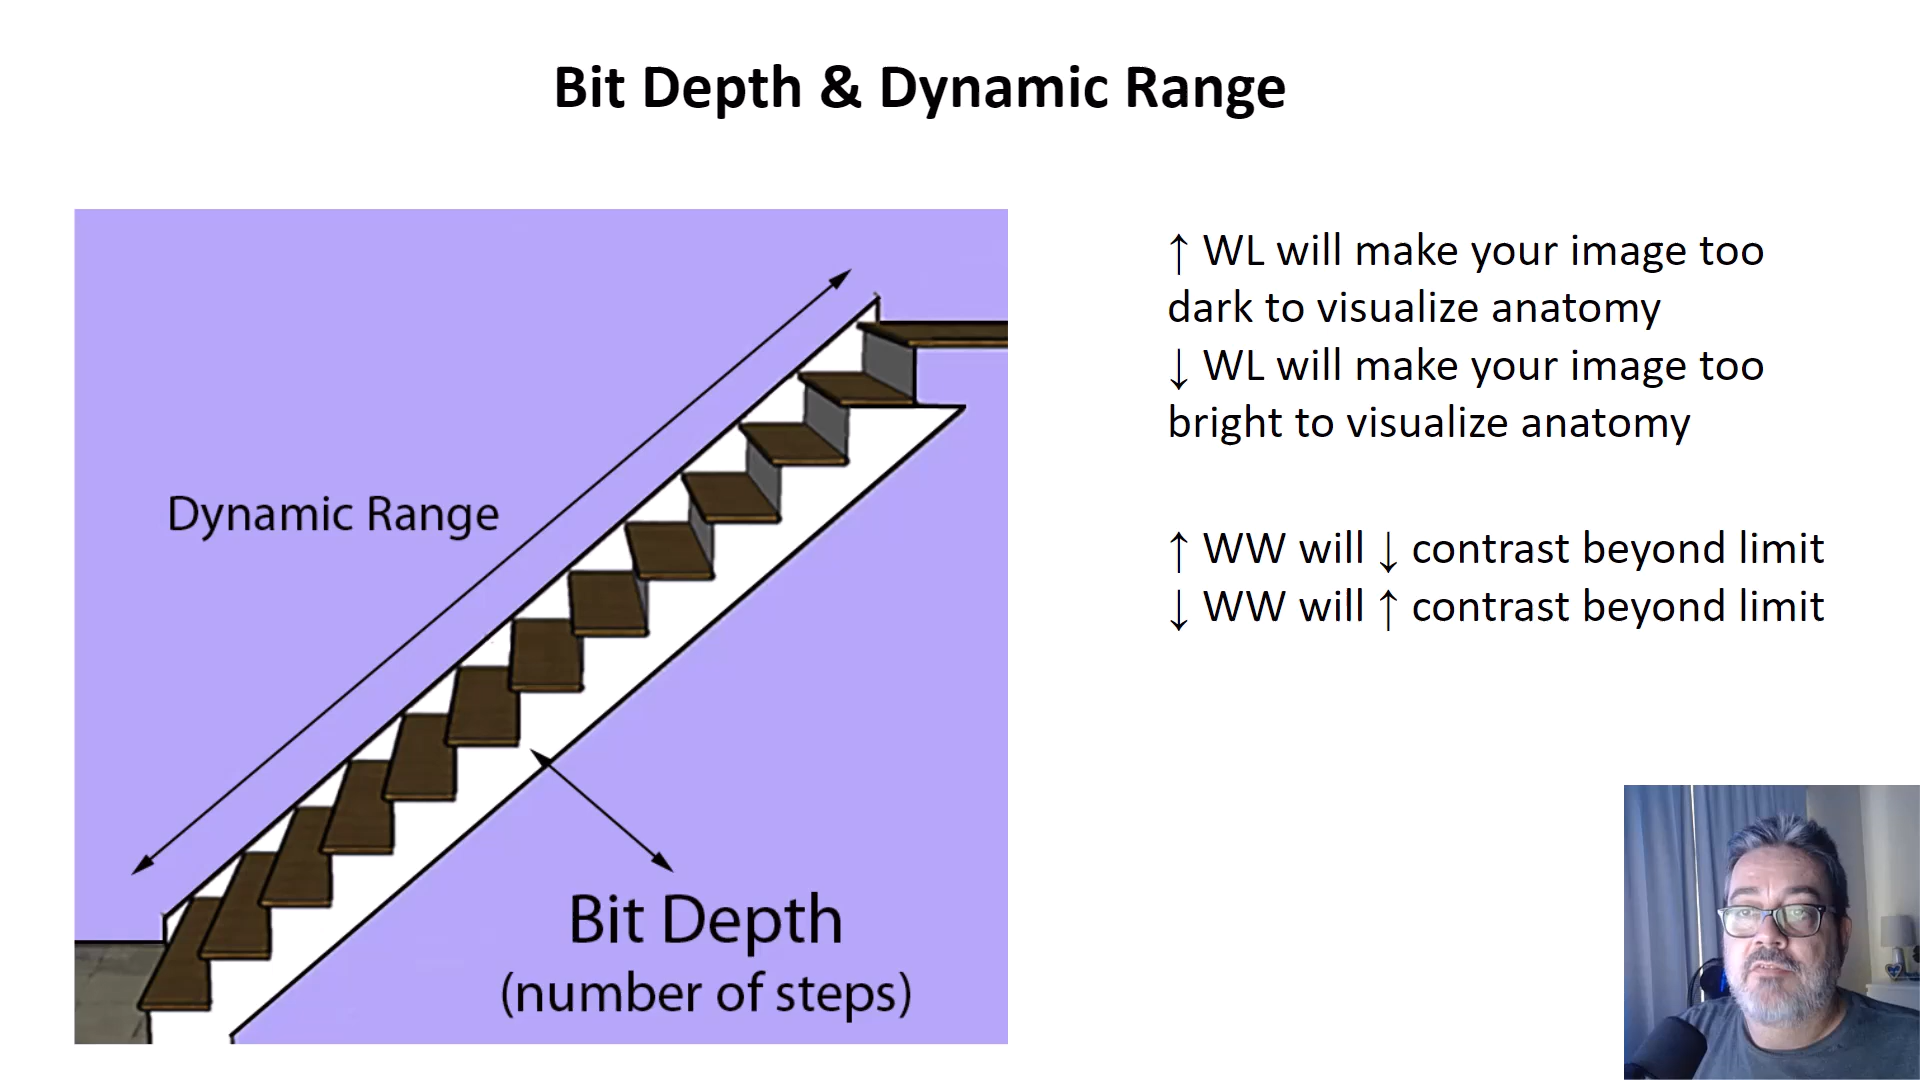 Bit Depth & Dynamic Range
↑ WL will make your image too
dark to visualize anatomy
↓ WL will make your image too
bright to visualize anatomy
↑ WW will ↓ contrast beyond limit
↓ WW will ↑ contrast beyond limit
Dynamic Range
Bit Depth
(number of steps)